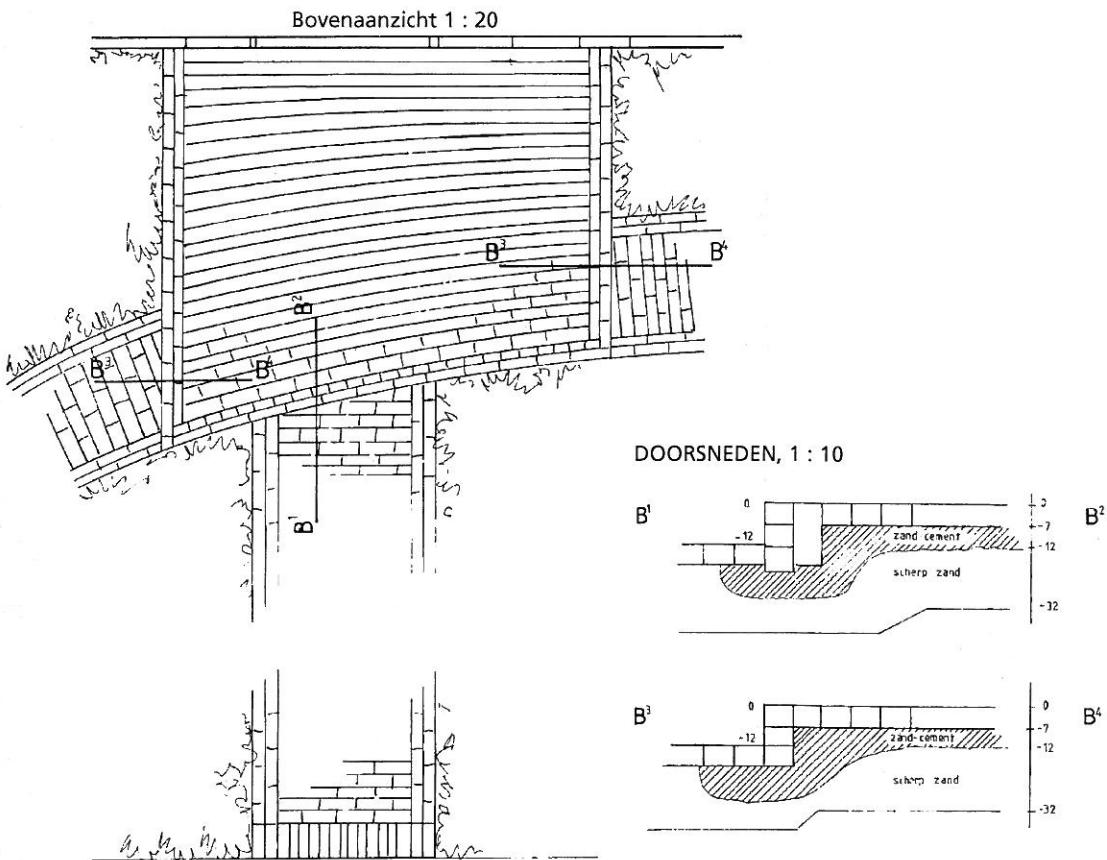 Bovenaanzicht 1 : 20
B³ B⁴
B²
B³ B⁴
B¹
DOORSNEDEN, 1 : 10
B¹ 0 0 B²
-7
-12 zand cement -12
scherp zand
-32
B³ 0 0 B⁴
-7
-12 zand-cement -12
scherp zand
-32